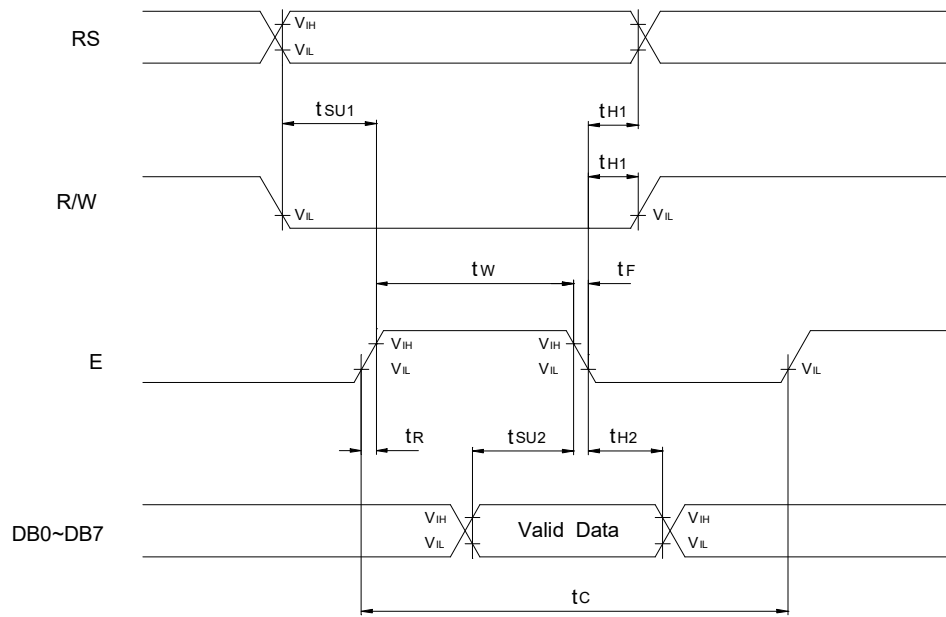 RS
VIH
VIL
tSU1
tH1
R/W
VIL
tH1
VIL
tW
tF
E
VIH
VIL
VIH
VIL
VIL
tR
tSU2
tH2
DB0~DB7
VIH
VIL
Valid Data
VIH
VIL
tC